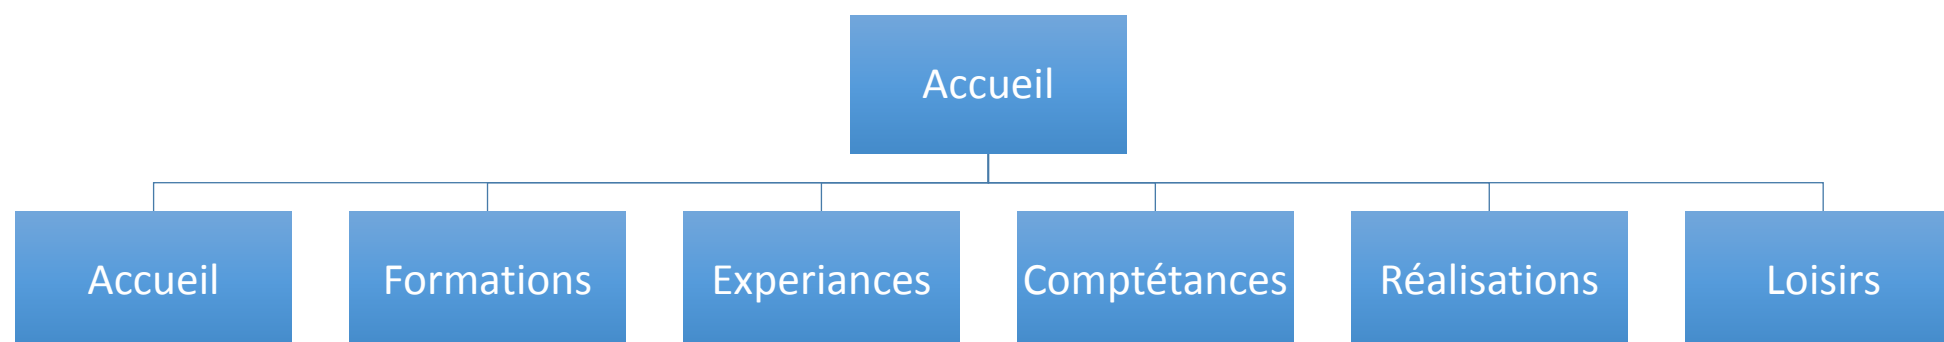 Accueil
Accueil
Formations
Experiances
Comptétances
Réalisations
Loisirs